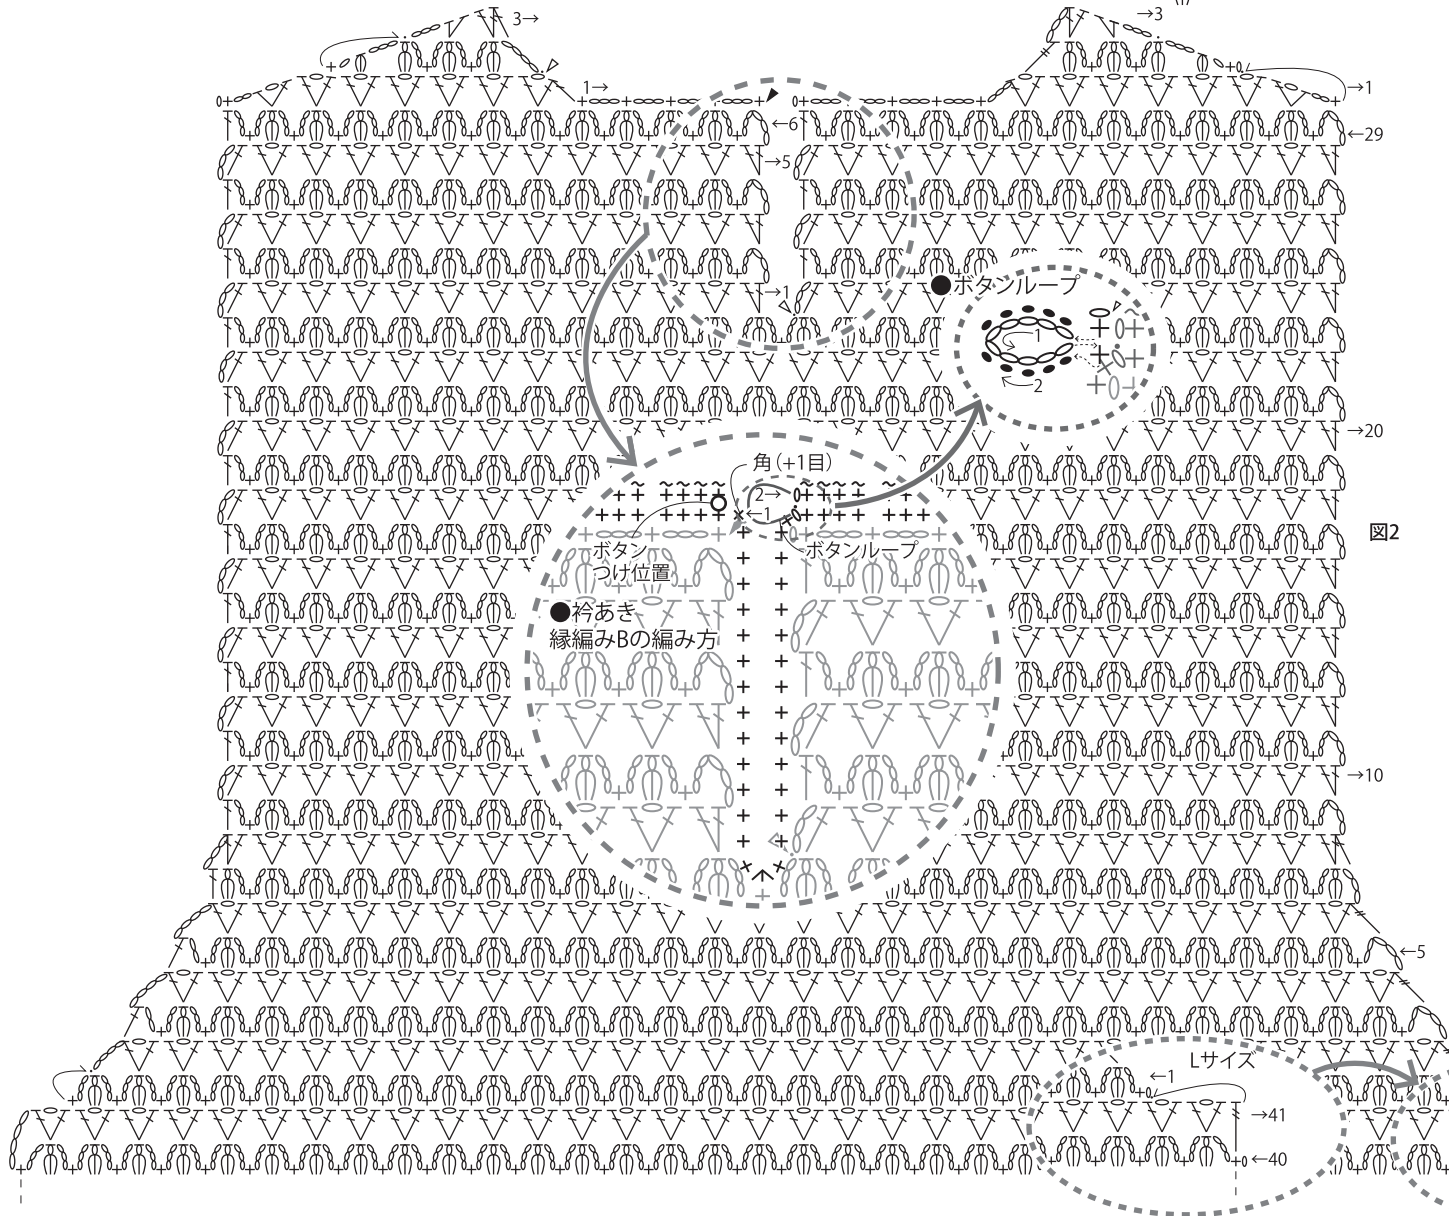 3→
→3
1→
→1
←6
←29
→5
→1
●ボタンループ
1
2
→20
角(+1目)
2→
←1
図2
ボタン
つけ位置
ボタンループ
●衿あき
縁編みBの編み方
→10
←5
Lサイズ
←1
→41
←40